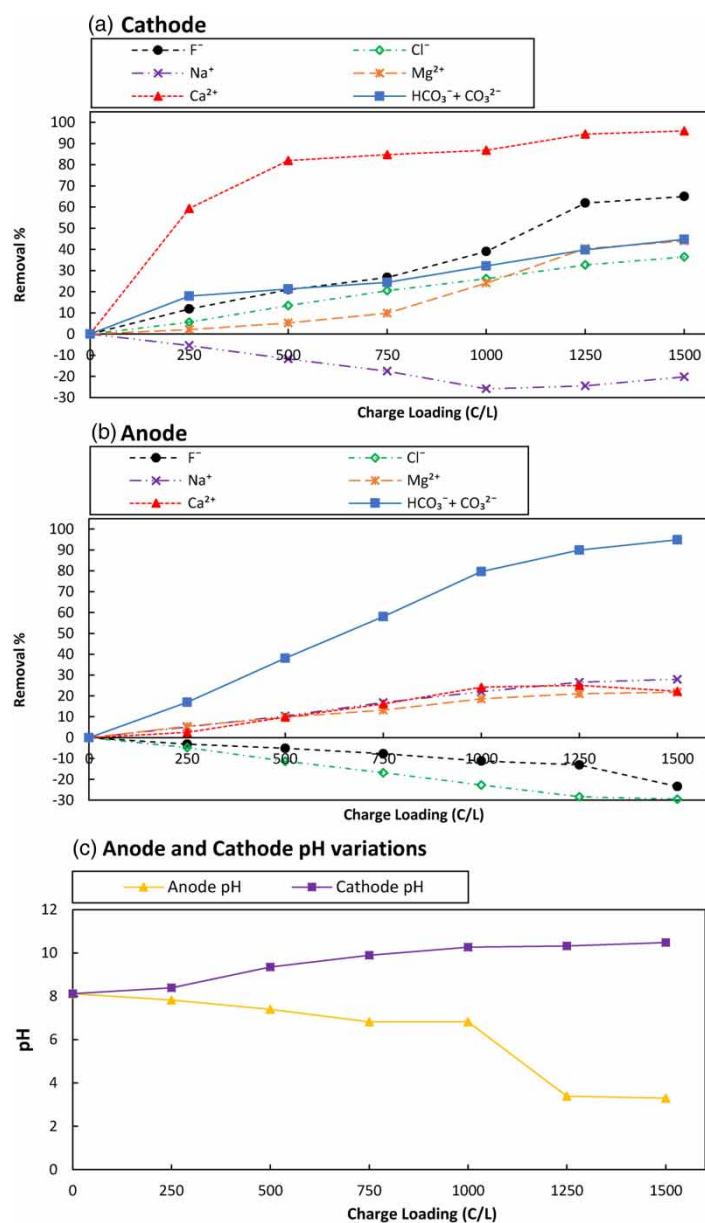 (a) Cathode
F⁻ Cl⁻
Na⁺ Mg²⁺
Ca²⁺ HCO₃⁻ + CO₃²⁻
100
90
80
70
60
50
40
30
20
10
0
-10
-20
-30
Removal %
0 250 500 750 1000 1250 1500
Charge Loading (C/L)
(b) Anode
F⁻ Cl⁻
Na⁺ Mg²⁺
Ca²⁺ HCO₃⁻ + CO₃²⁻
100
90
80
70
60
50
40
30
20
10
0
-10
-20
-30
Removal %
0 250 500 750 1000 1250 1500
Charge Loading (C/L)
(c) Anode and Cathode pH variations
Anode pH Cathode pH
12
10
8
6
4
2
0
pH
0 250 500 750 1000 1250 1500
Charge Loading (C/L)